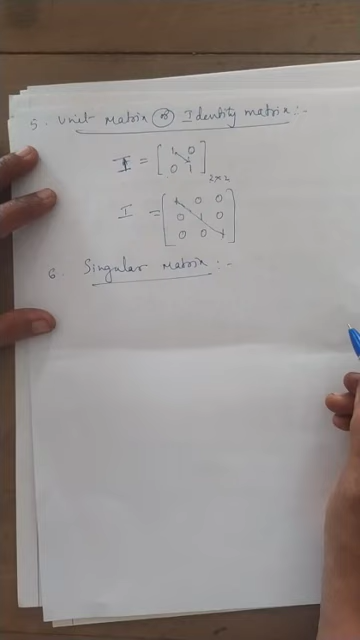 5. Unit Matrix or Identity matrix :-
I = [ 1 0
0 1 ] 2×2
I = [ 1 0 0
0 1 0
0 0 1 ]
6. Singular Matrix :-